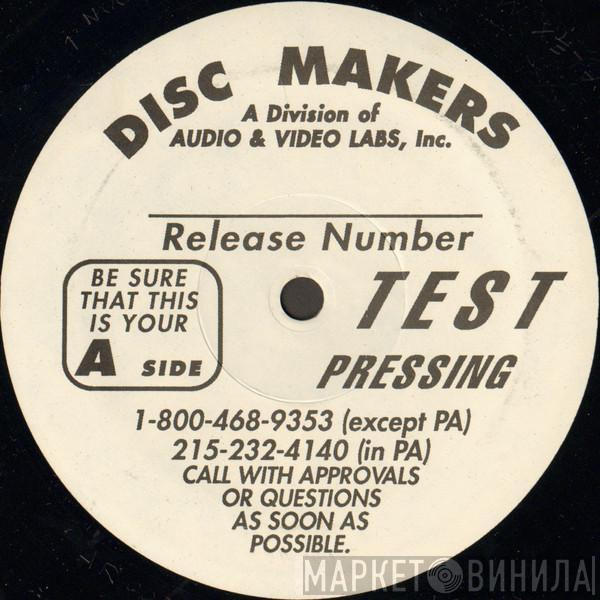 DISC MAKERS
A Division of
AUDIO & VIDEO LABS, Inc.
Release Number
BE SURE
THAT THIS
IS YOUR
A SIDE
TEST
PRESSING
1-800-468-9353 (except PA)
215-232-4140 (in PA)
CALL WITH APPROVALS
OR QUESTIONS
AS SOON AS
POSSIBLE.
МАРКЕТ ВИНИЛА